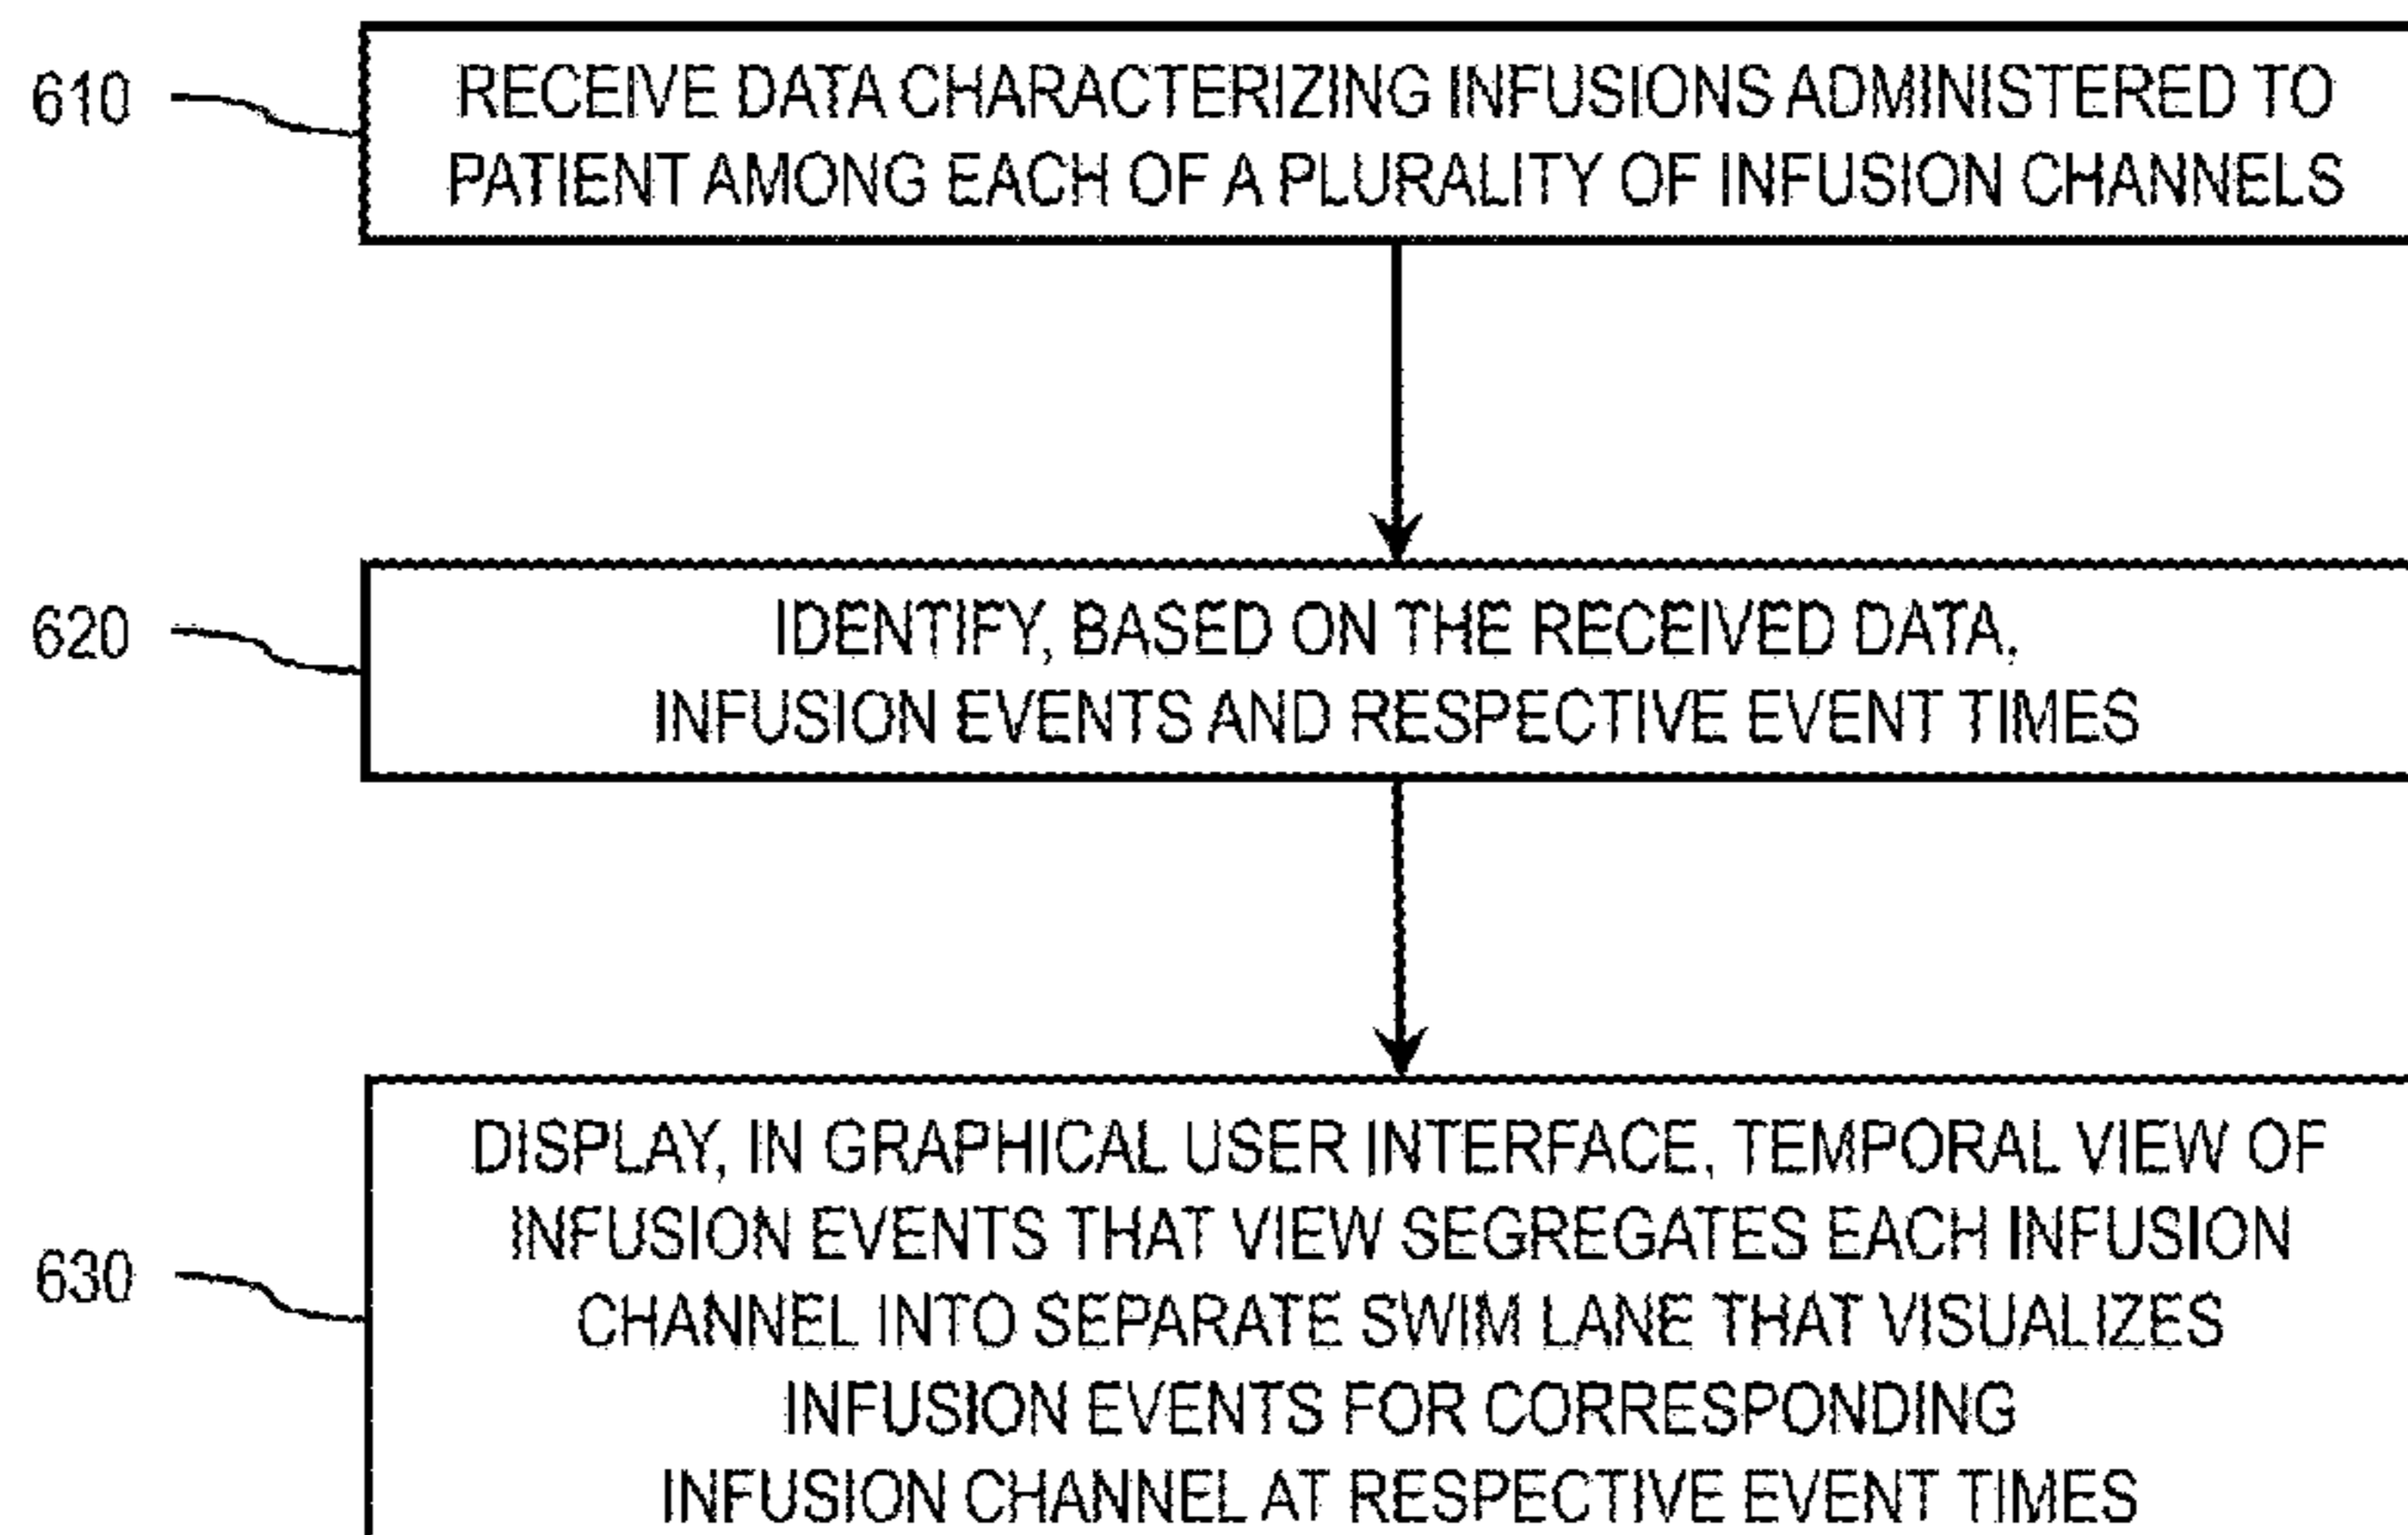 610
RECEIVE DATA CHARACTERIZING INFUSIONS ADMINISTERED TO
PATIENT AMONG EACH OF A PLURALITY OF INFUSION CHANNELS
620
IDENTIFY, BASED ON THE RECEIVED DATA,
INFUSION EVENTS AND RESPECTIVE EVENT TIMES
630
DISPLAY, IN GRAPHICAL USER INTERFACE, TEMPORAL VIEW OF
INFUSION EVENTS THAT VIEW SEGREGATES EACH INFUSION
CHANNEL INTO SEPARATE SWIM LANE THAT VISUALIZES
INFUSION EVENTS FOR CORRESPONDING
INFUSION CHANNEL AT RESPECTIVE EVENT TIMES